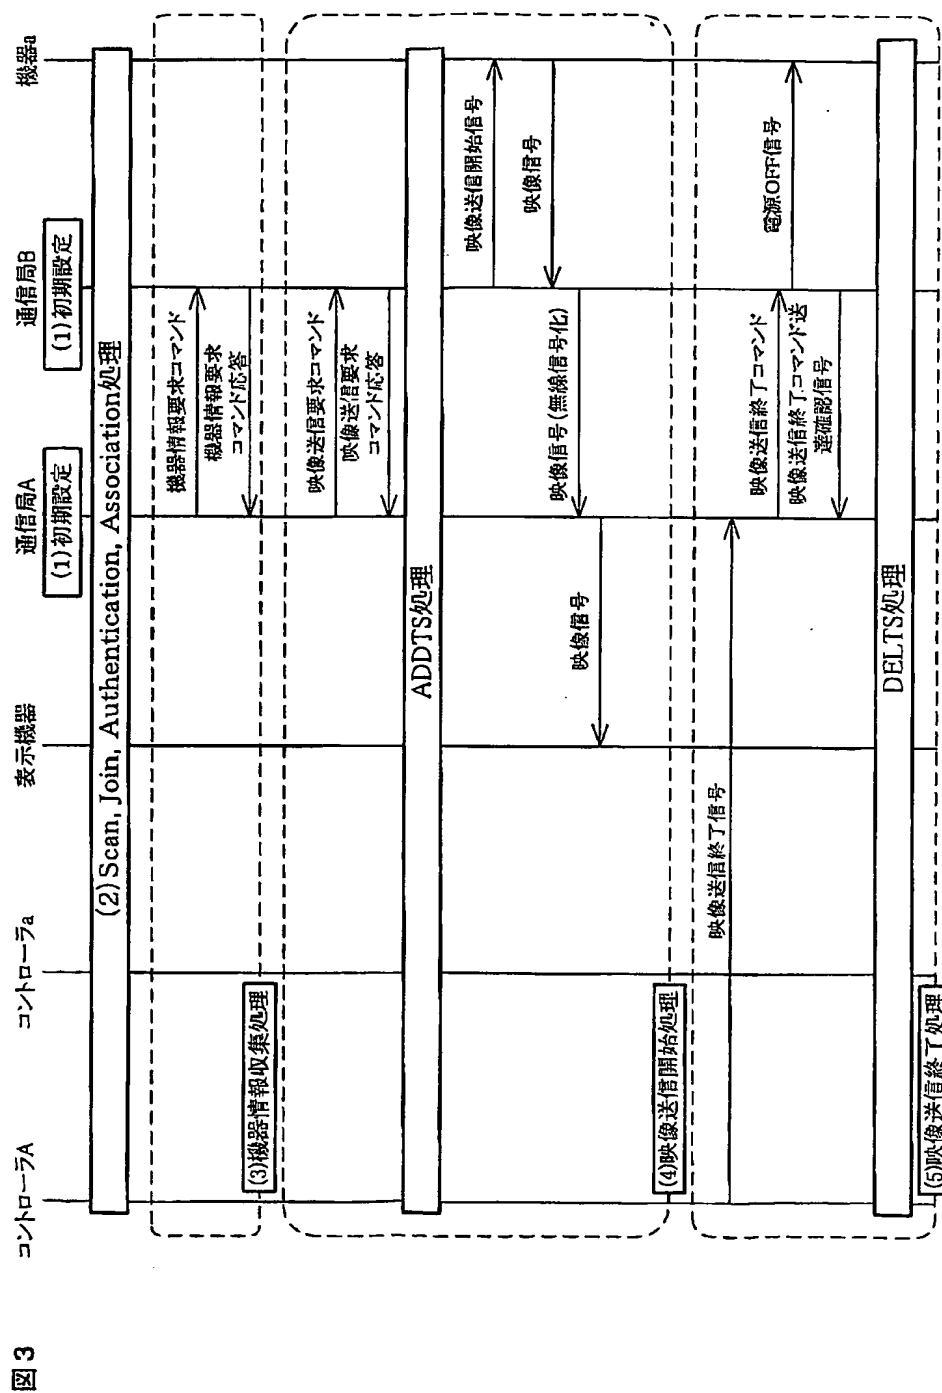 図3
コントローラA
コントローラa
表示機器
通信局A
通信局B
機器a
(1)初期設定
(1)初期設定
(2)Scan, Join, Authentication, Association処理
機器情報要求コマンド
機器情報要求
コマンド応答
(3)機器情報収集処理
映像送信要求コマンド
映像送信要求
コマンド応答
ADDTS処理
映像送信開始信号
映像信号
映像信号(無線信号化)
映像信号
(4)映像送信開始処理
映像送信終了信号
映像送信終了コマンド
電源OFF信号
映像送信終了コマンド送
達確認信号
DELTS処理
(5)映像送信終了処理